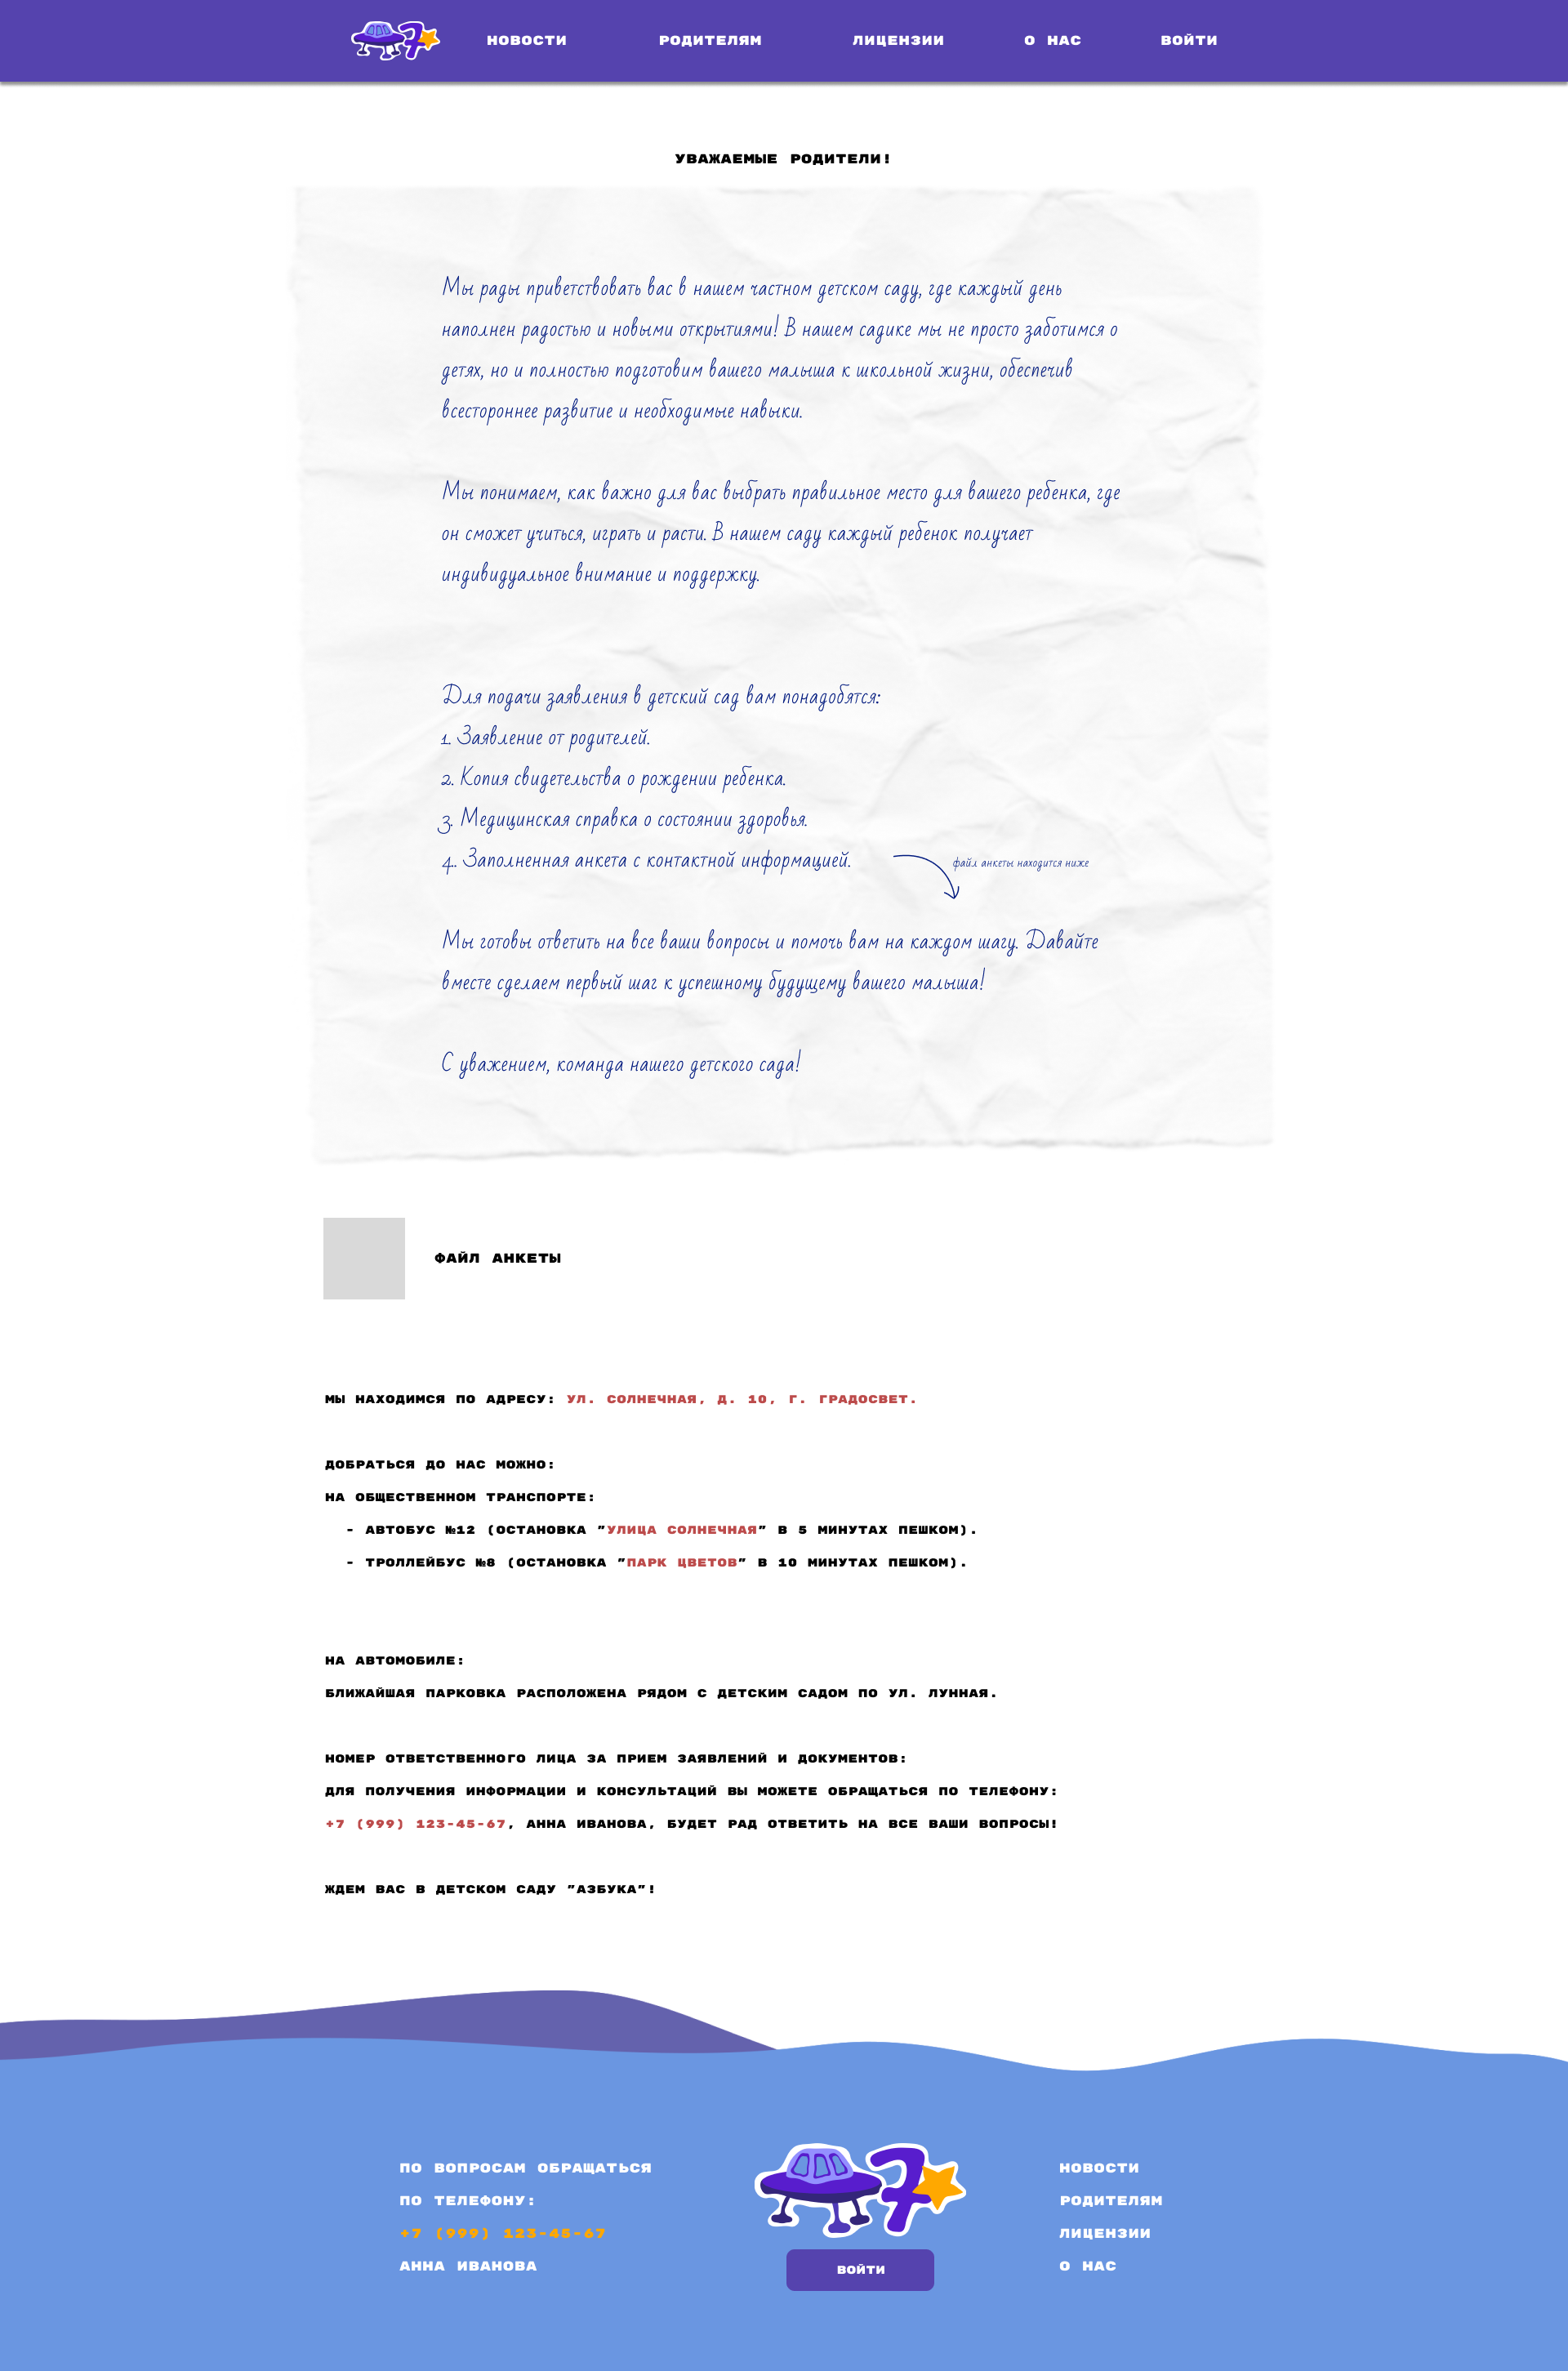 7
НОВОСТИ
РОДИТЕЛЯМ
ЛИЦЕНЗИИ
О НАС
ВОЙТИ
УВАЖАЕМЫЕ РОДИТЕЛИ!
Мы рады приветствовать вас в нашем частном детском саду, где каждый день
наполнен радостью и новыми открытиями! В нашем садике мы не просто заботимся о
детях, но и полностью подготовим вашего малыша к школьной жизни, обеспечив
всестороннее развитие и необходимые навыки.
Мы понимаем, как важно для вас выбрать правильное место для вашего ребенка, где
он сможет учиться, играть и расти. В нашем саду каждый ребенок получает
индивидуальное внимание и поддержку.
Для подачи заявления в детский сад вам понадобятся:
1. Заявление от родителей.
2. Копия свидетельства о рождении ребенка.
3. Медицинская справка о состоянии здоровья.
4. Заполненная анкета с контактной информацией.
файл анкеты находится ниже
Мы готовы ответить на все ваши вопросы и помочь вам на каждом шагу. Давайте
вместе сделаем первый шаг к успешному будущему вашего малыша!
С уважением, команда нашего детского сада!
ФАЙЛ АНКЕТЫ
МЫ НАХОДИМСЯ ПО АДРЕСУ: УЛ. СОЛНЕЧНАЯ, Д. 10, Г. ГРАДОСВЕТ.
ДОБРАТЬСЯ ДО НАС МОЖНО:
НА ОБЩЕСТВЕННОМ ТРАНСПОРТЕ:
- АВТОБУС №12 (ОСТАНОВКА "УЛИЦА СОЛНЕЧНАЯ" В 5 МИНУТАХ ПЕШКОМ).
- ТРОЛЛЕЙБУС №8 (ОСТАНОВКА "ПАРК ЦВЕТОВ" В 10 МИНУТАХ ПЕШКОМ).
НА АВТОМОБИЛЕ:
БЛИЖАЙШАЯ ПАРКОВКА РАСПОЛОЖЕНА РЯДОМ С ДЕТСКИМ САДОМ ПО УЛ. ЛУННАЯ.
НОМЕР ОТВЕТСТВЕННОГО ЛИЦА ЗА ПРИЕМ ЗАЯВЛЕНИЙ И ДОКУМЕНТОВ:
ДЛЯ ПОЛУЧЕНИЯ ИНФОРМАЦИИ И КОНСУЛЬТАЦИЙ ВЫ МОЖЕТЕ ОБРАЩАТЬСЯ ПО ТЕЛЕФОНУ:
+7 (999) 123-45-67, АННА ИВАНОВА, БУДЕТ РАД ОТВЕТИТЬ НА ВСЕ ВАШИ ВОПРОСЫ!
ЖДЕМ ВАС В ДЕТСКОМ САДУ "АЗБУКА"!
ПО ВОПРОСАМ ОБРАЩАТЬСЯ
ПО ТЕЛЕФОНУ:
+7 (999) 123-45-67
АННА ИВАНОВА
7
ВОЙТИ
НОВОСТИ
РОДИТЕЛЯМ
ЛИЦЕНЗИИ
О НАС